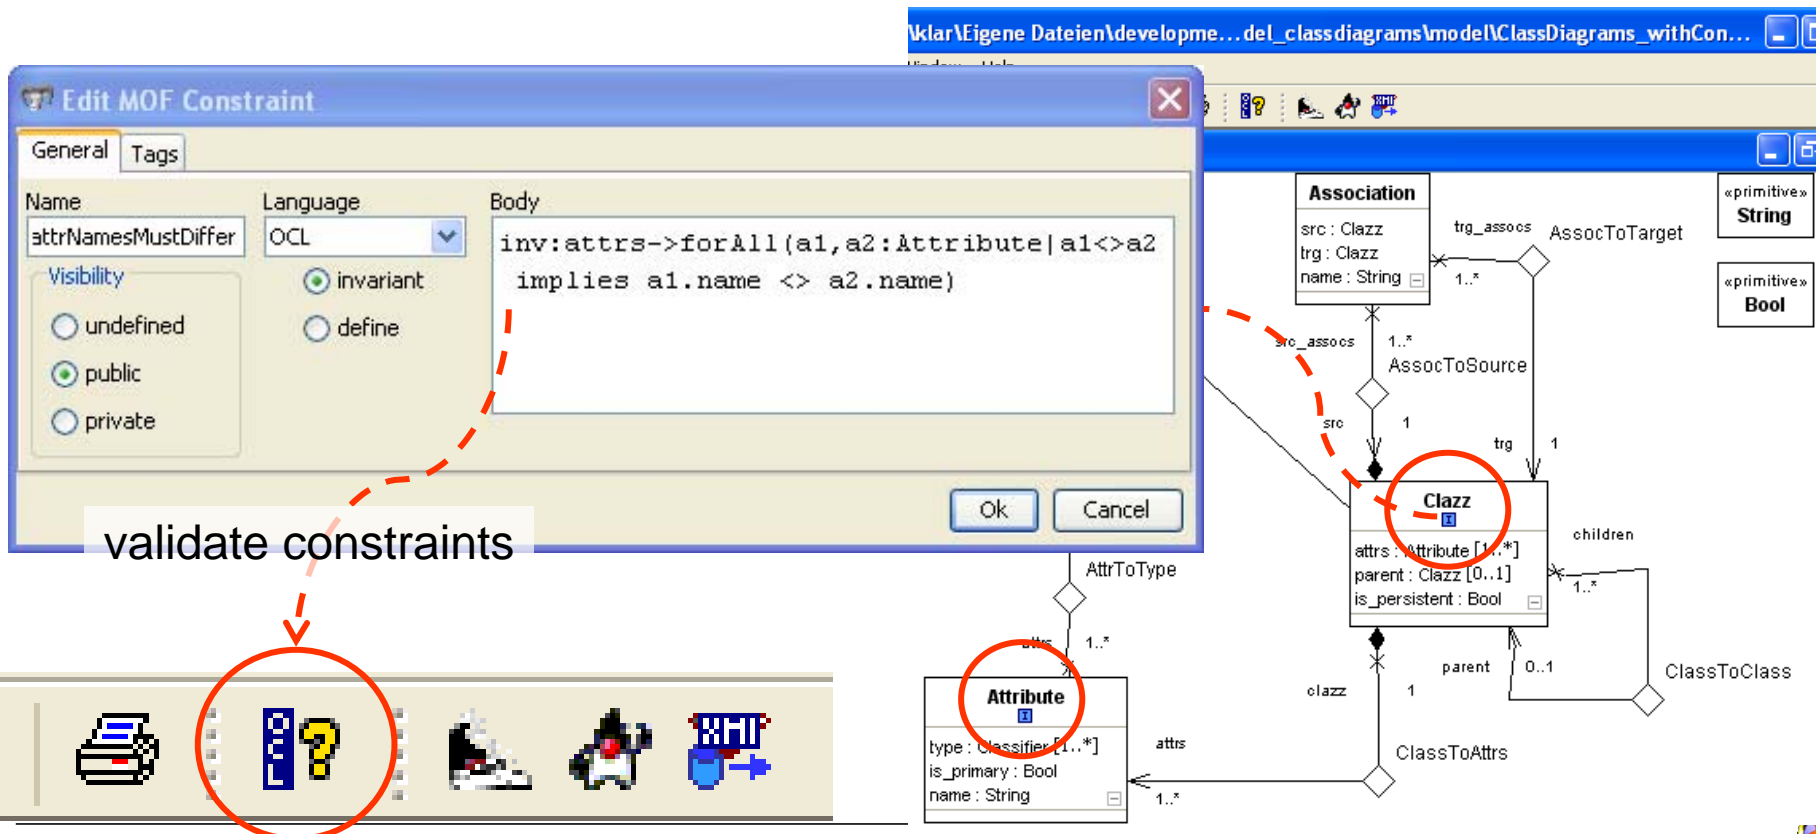 \klar\Eigene Dateien\developme...del_classdiagrams\model\ClassDiagrams_withCon...
Edit MOF Constraint
General
Tags
Name
Language
Body
attrNamesMustDiffer
OCL
inv:attrs->forAll(a1,a2:Attribute|a1<>a2
implies a1.name <> a2.name)
Visibility
undefined
public
private
invariant
define
Ok
Cancel
validate constraints
OCL
XMI
Association
src : Clazz
trg : Clazz
name : String
«primitive»
String
«primitive»
Bool
trg_assocs
AssocToTarget
1..*
src_assocs
1..*
AssocToSource
src
1
trg
1
Clazz
I
attrs : Attribute [1..*]
parent : Clazz [0..1]
is_persistent : Bool
children
1..*
parent
0..1
ClassToClass
AttrToType
attrs
1..*
Attribute
I
type : Classifier [1..*]
is_primary : Bool
name : String
clazz
1
attrs
1..*
ClassToAttrs